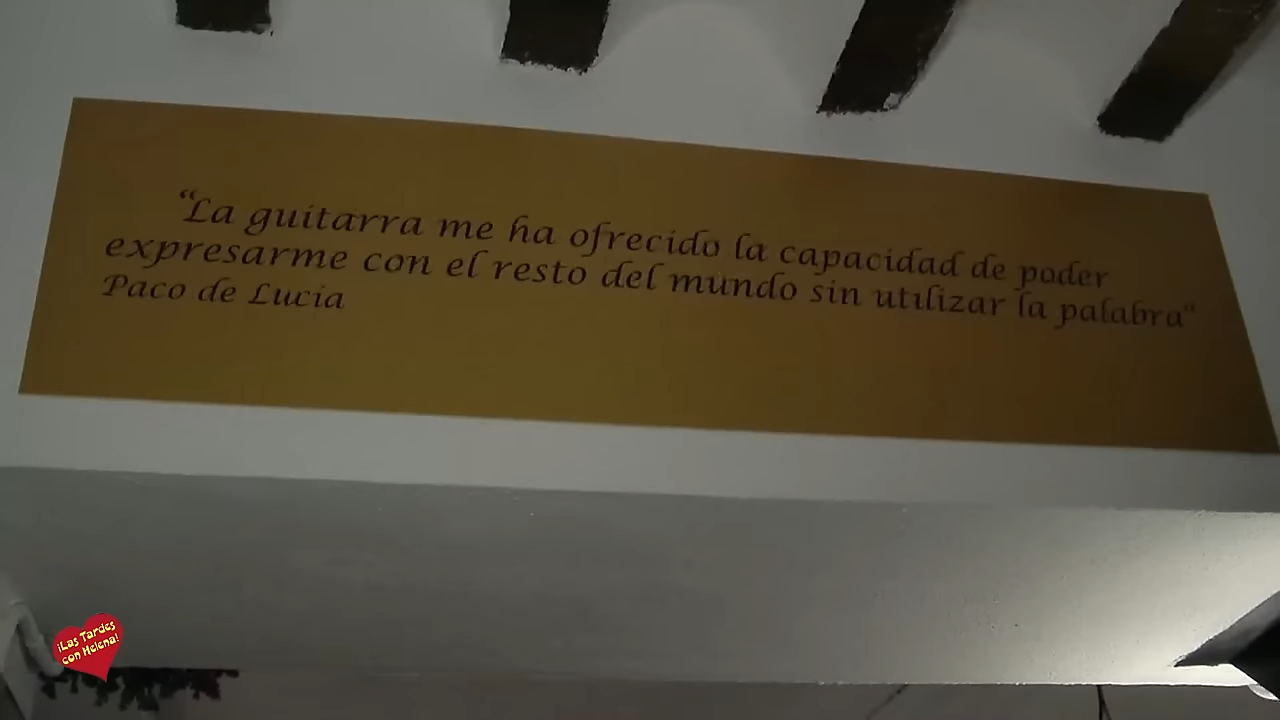 “La guitarra me ha ofrecido la capacidad de poder
expresarme con el resto del mundo sin utilizar la palabra“
Paco de Lucia
¡Las Tardes
con Helena!